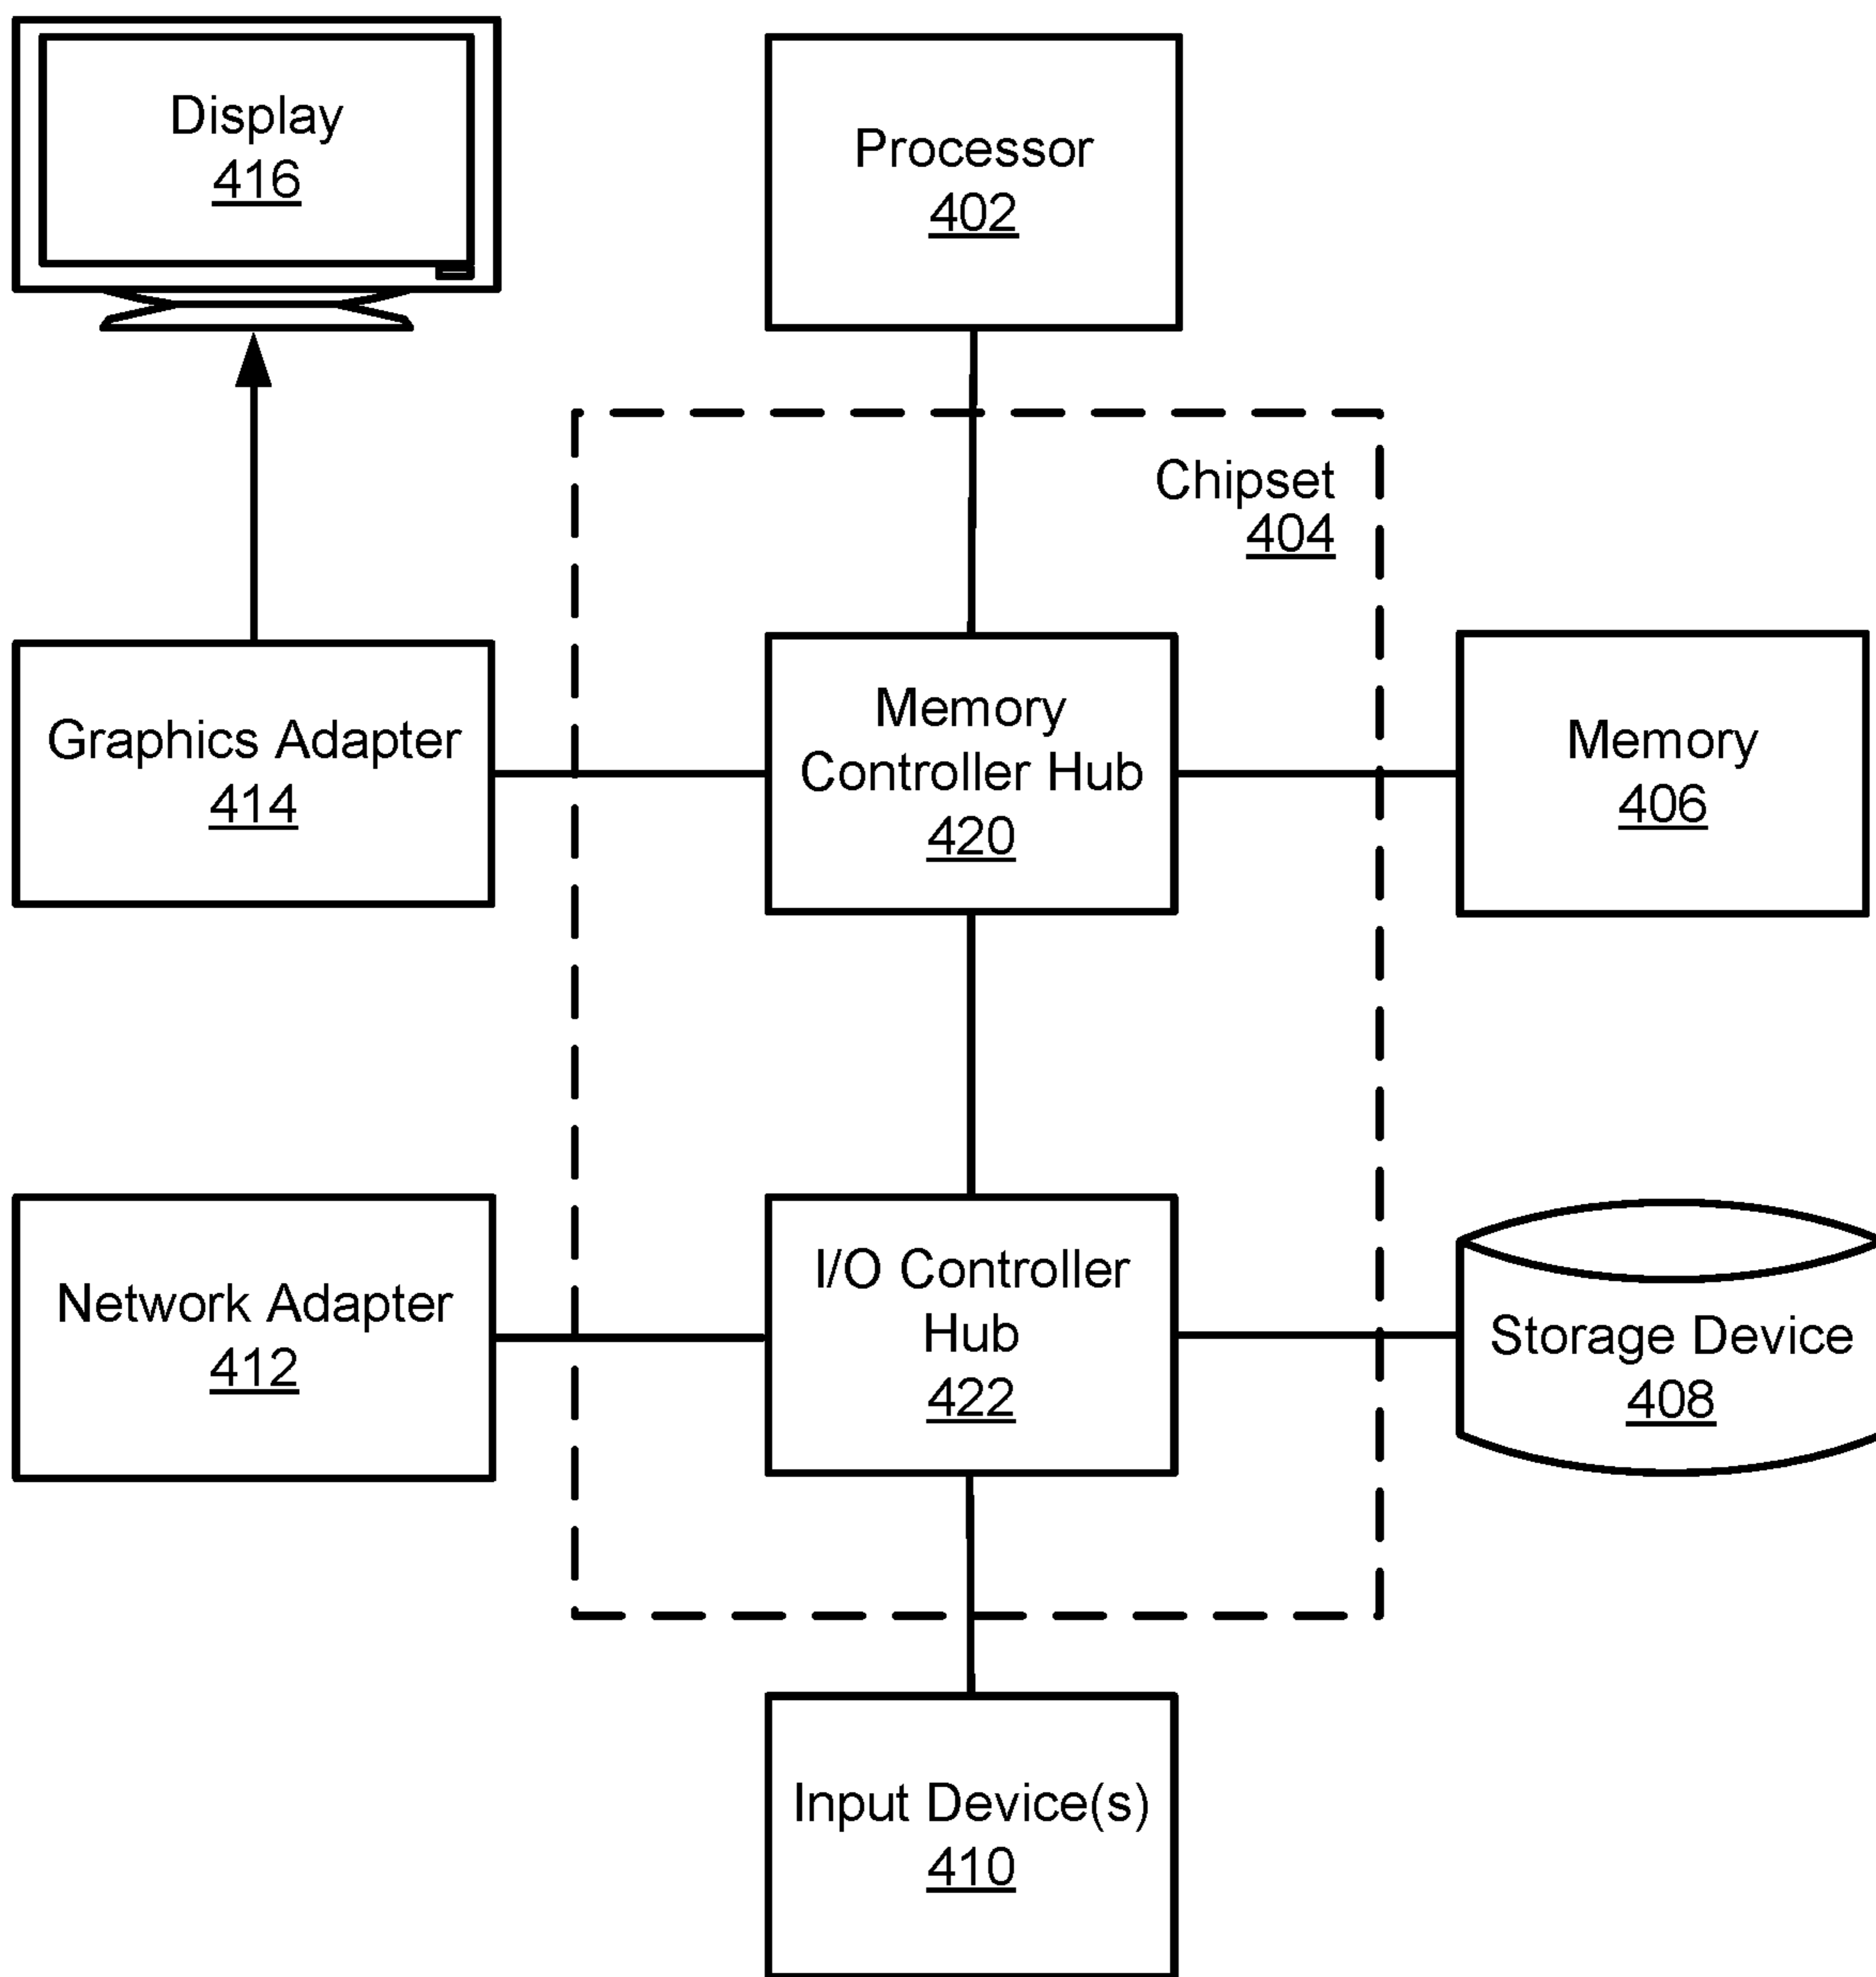 Display
416
Processor
402
Chipset
404
Graphics Adapter
414
Memory
Controller Hub
420
Memory
406
Network Adapter
412
I/O Controller
Hub
422
Storage Device
408
Input Device(s)
410